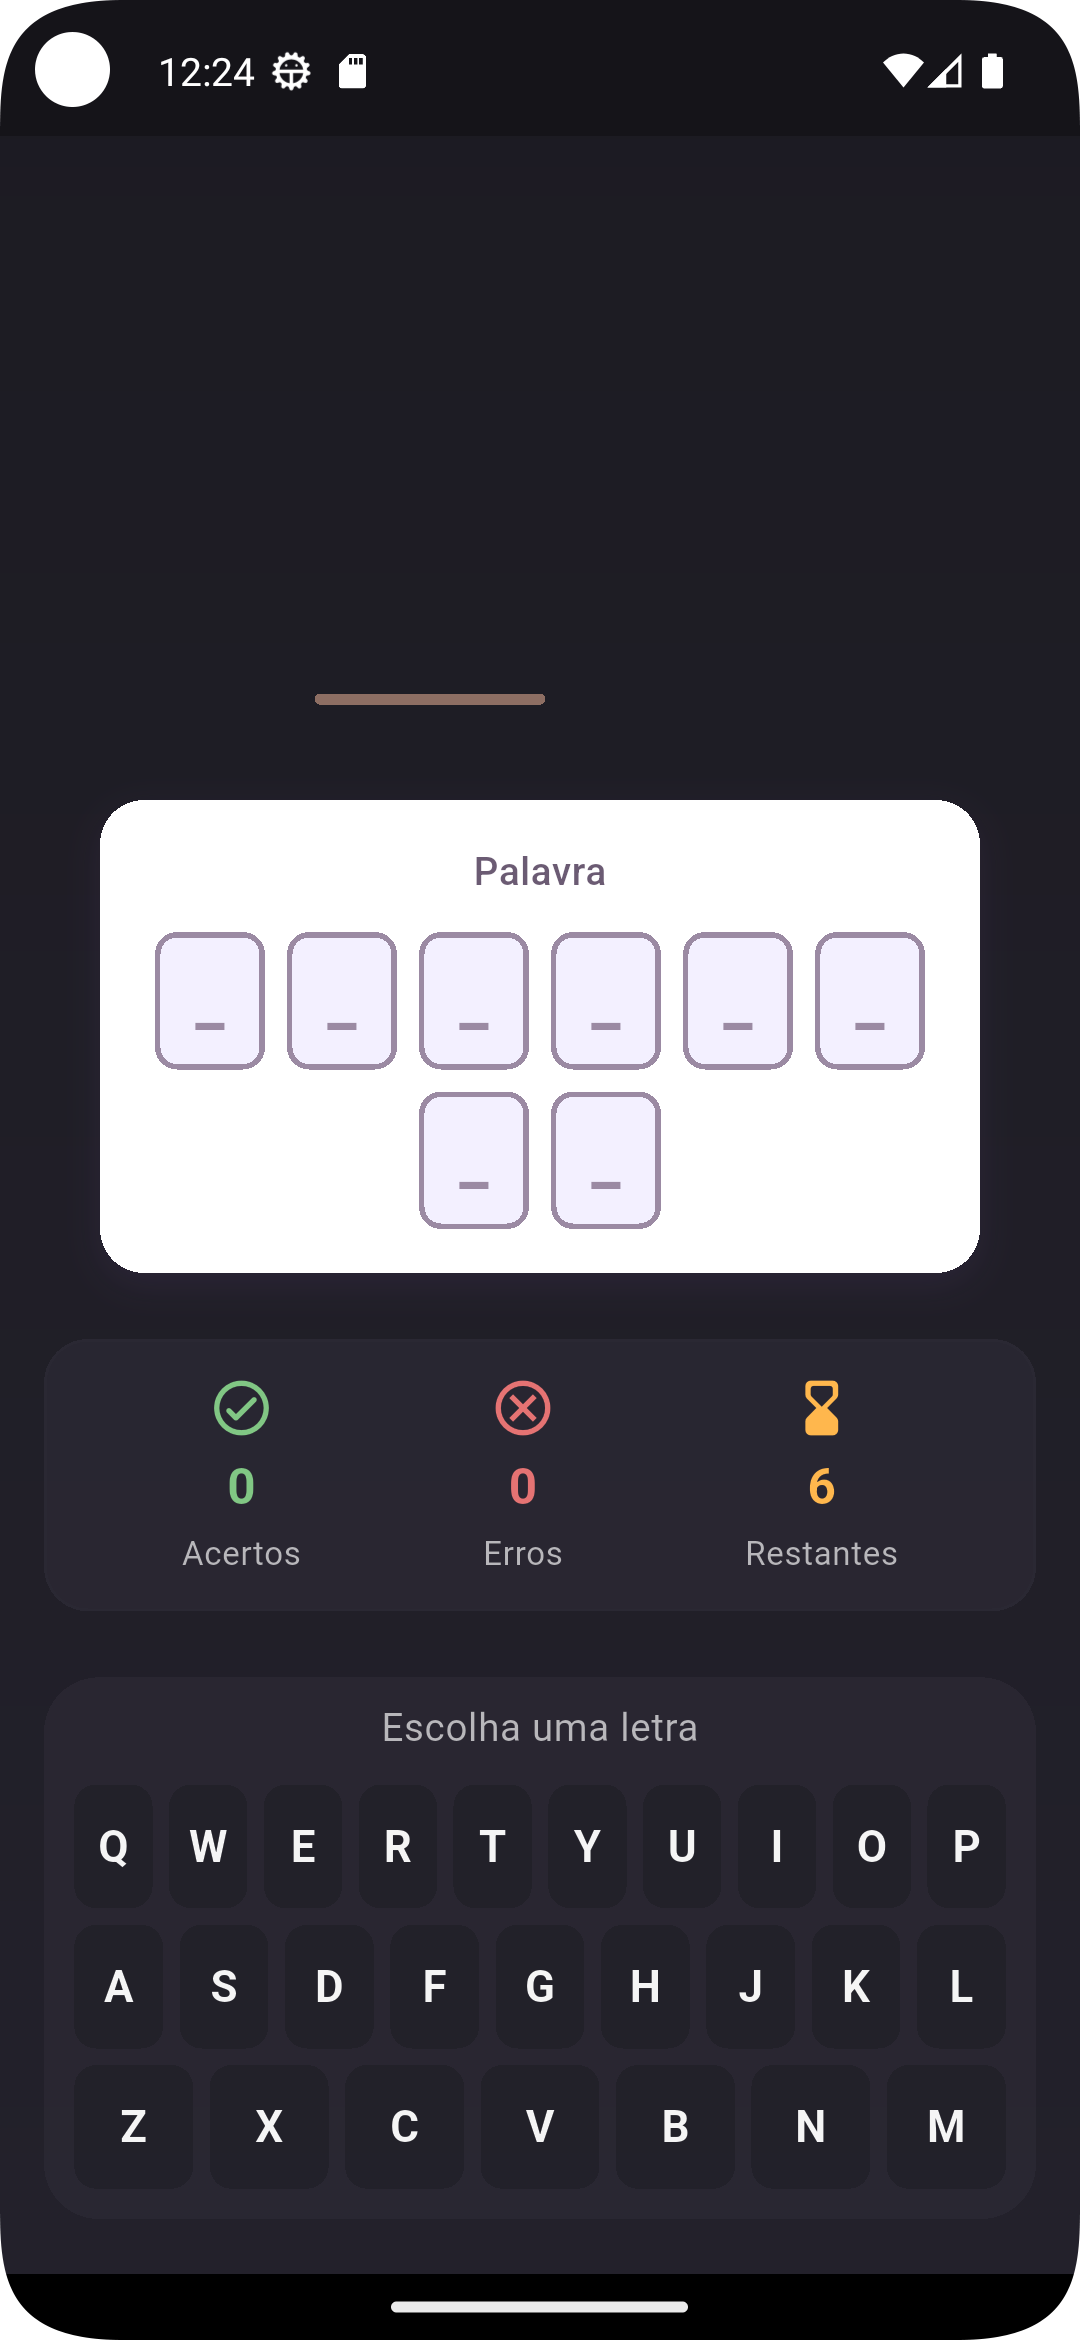 12:24
Palavra
_ _ _ _ _ _
_ _
0 0 6
Acertos Erros Restantes
Escolha uma letra
Q W E R T Y U I O P
A S D F G H J K L
Z X C V B N M